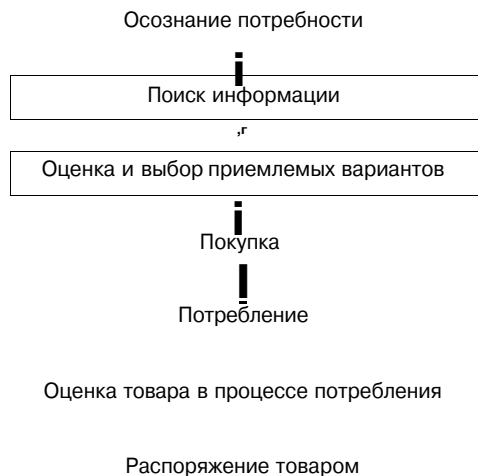 Осознание потребности
Поиск информации
Оценка и выбор приемлемых вариантов
Покупка
Потребление
Оценка товара в процессе потребления
Распоряжение товаром